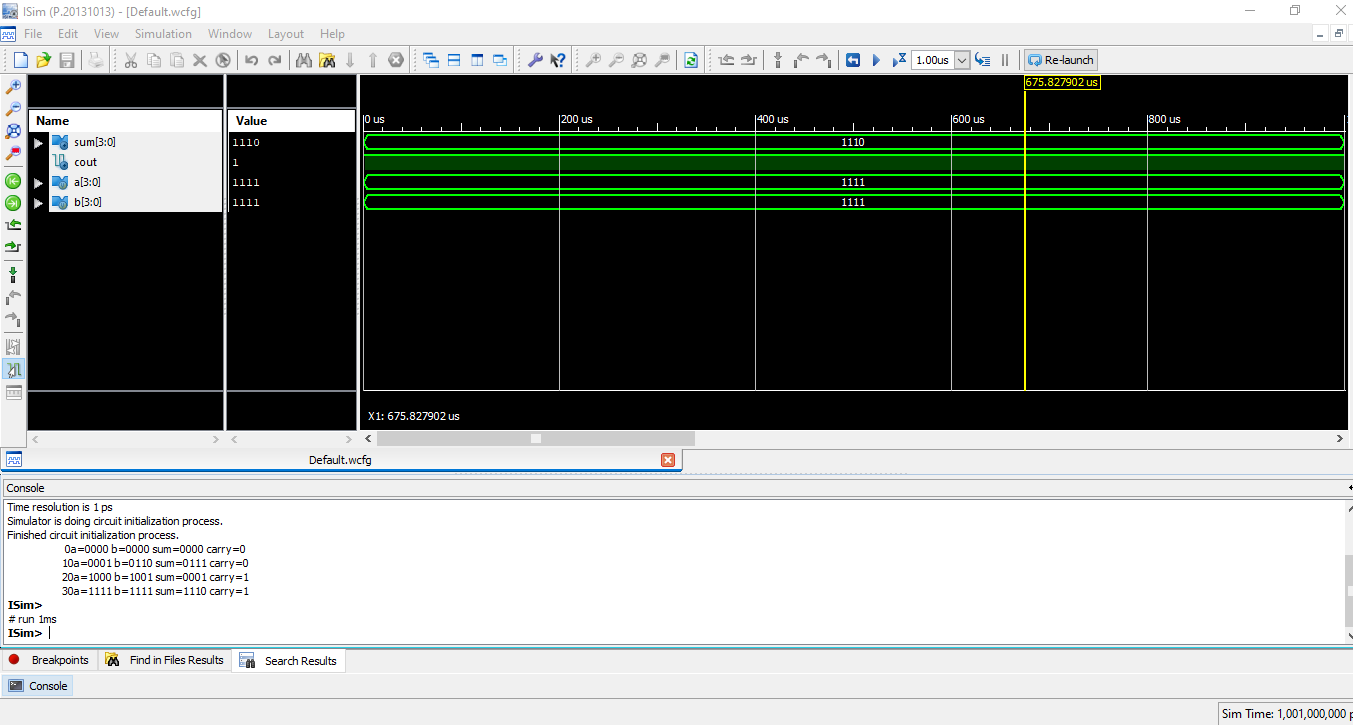 ISim (P.20131013) - [Default.wcfg]
File Edit View Simulation Window Layout Help
1.00us Re-launch
675.827902 us
Name Value
0 us 200 us 400 us 600 us 800 us
sum[3:0] 1110 1110
cout 1
a[3:0] 1111 1111
b[3:0] 1111 1111
X1: 675.827902 us
Default.wcfg
Console
Time resolution is 1 ps
Simulator is doing circuit initialization process.
Finished circuit initialization process.
0a=0000 b=0000 sum=0000 carry=0
10a=0001 b=0110 sum=0111 carry=0
20a=1000 b=1001 sum=0001 carry=1
30a=1111 b=1111 sum=1110 carry=1
ISim>
# run 1ms
ISim>
Breakpoints Find in Files Results Search Results
Console
Sim Time: 1,001,000,000 p